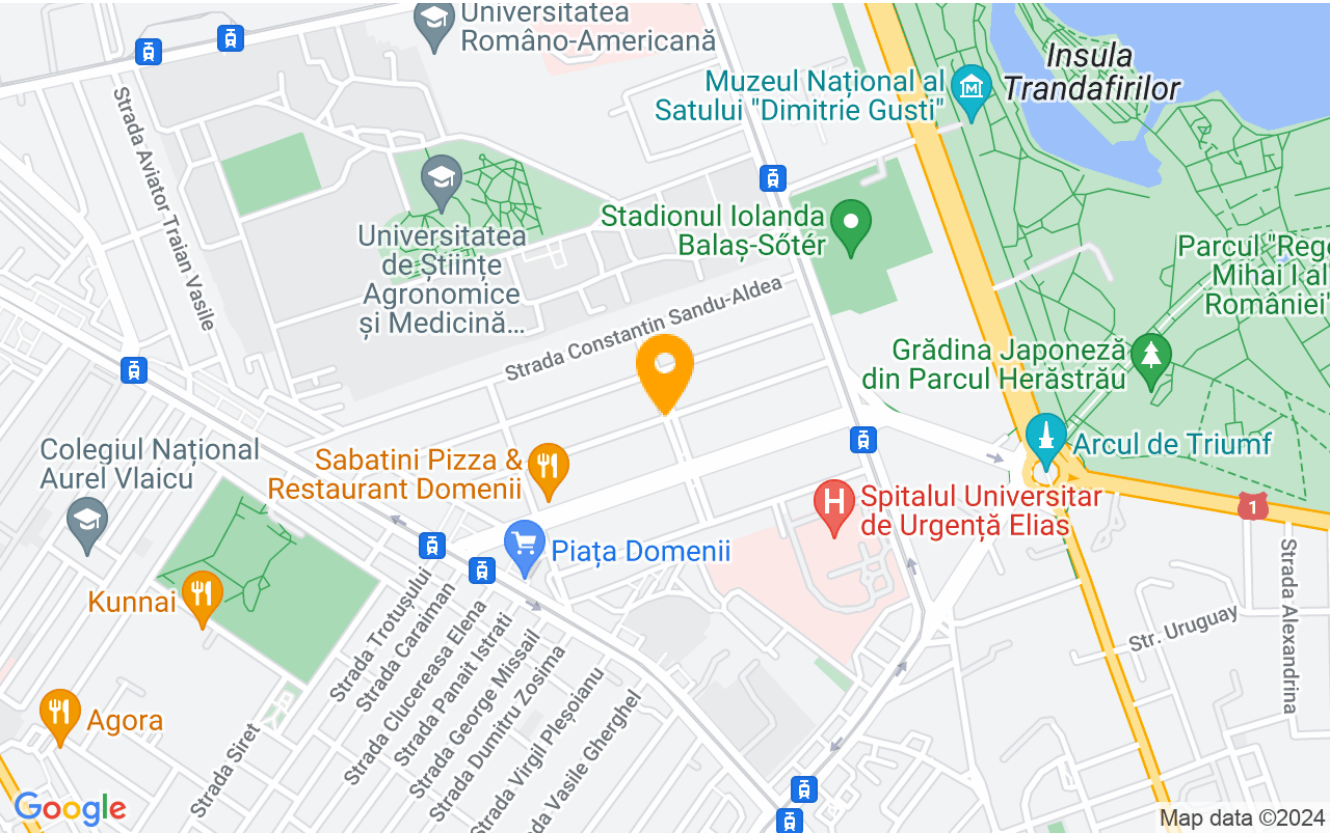 Universitatea
Româno-Americană
Insula
Trandafirilor
Muzeul Național al
Satului "Dimitrie Gusti"
M
Strada Aviator Traian Vasile
Stadionul Iolanda
Balaș-Sőtér
Universitatea
de Științe
Agronomice
și Medicină...
Parcul "Rege
Mihai I al
României"
Strada Constantin Sandu-Aldea
Grădina Japoneză
din Parcul Herăstrău
Arcul de Triumf
Colegiul Național
Aurel Vlaicu
Sabatini Pizza &
Restaurant Domenii
H
Spitalul Universitar
de Urgență Elias
1
Piața Domenii
Kunnai
Strada Trotușului
Strada Caraiman
Strada Clucereasa Elena
Strada Panait Istrati
Strada George Missail
Strada Dumitru Zosima
Strada Virgil Pleșoianu
da Vasile Gherghel
Str. Uruguay
Strada Alexandrina
Agora
Strada Siret
Google
Map data ©2024